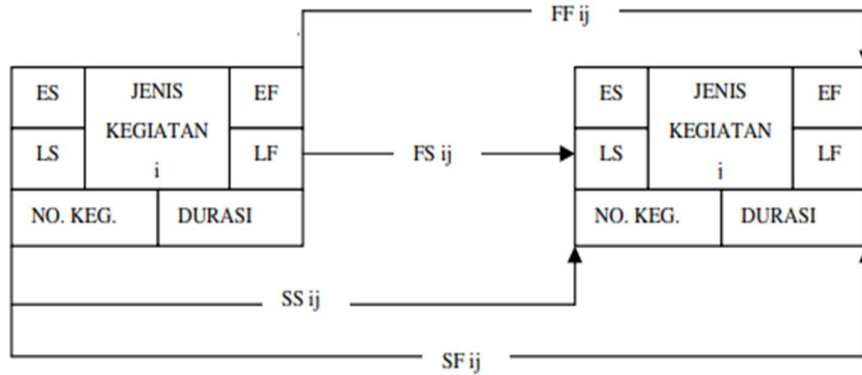 FF ij
ES
JENIS
KEGIATAN
i
EF
LS
LF
NO. KEG.
DURASI
FS ij
ES
JENIS
KEGIATAN
j
EF
LS
LF
NO. KEG.
DURASI
SS ij
SF ij